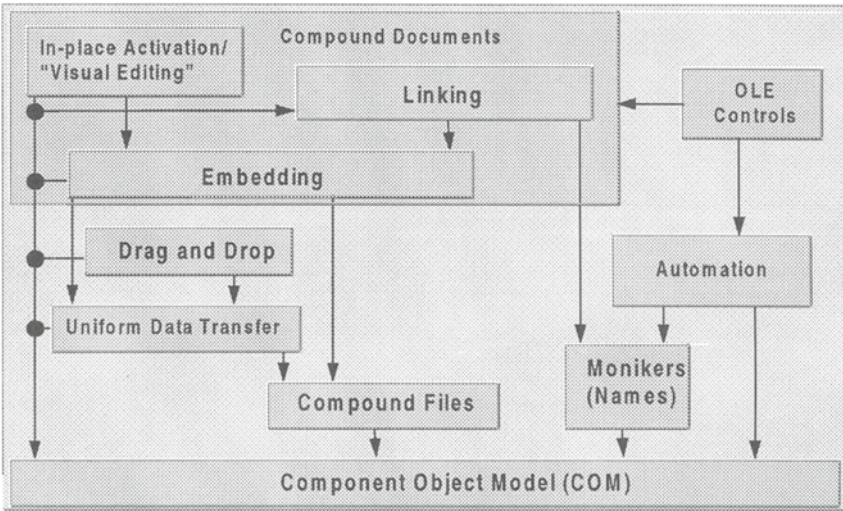 In-place Activation/
“Visual Editing”
Compound Documents
Linking
OLE
Controls
Embedding
Drag and Drop
Automation
Uniform Data Transfer
Monikers
(Names)
Compound Files
Component Object Model (COM)